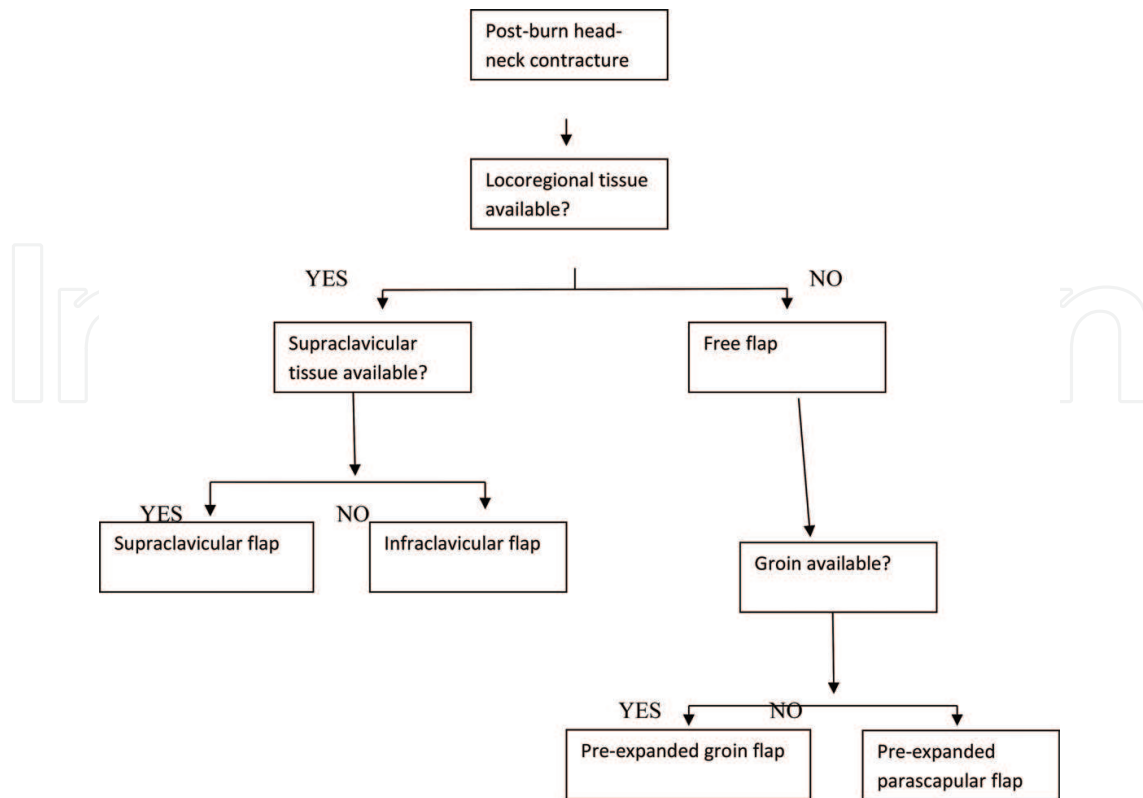 Post-burn head-
neck contracture
Locoregional tissue
available?
YES
NO
Supraclavicular
tissue available?
Free flap
YES
NO
Supraclavicular flap
Infraclavicular flap
Groin available?
YES
NO
Pre-expanded groin flap
Pre-expanded
parascapular flap